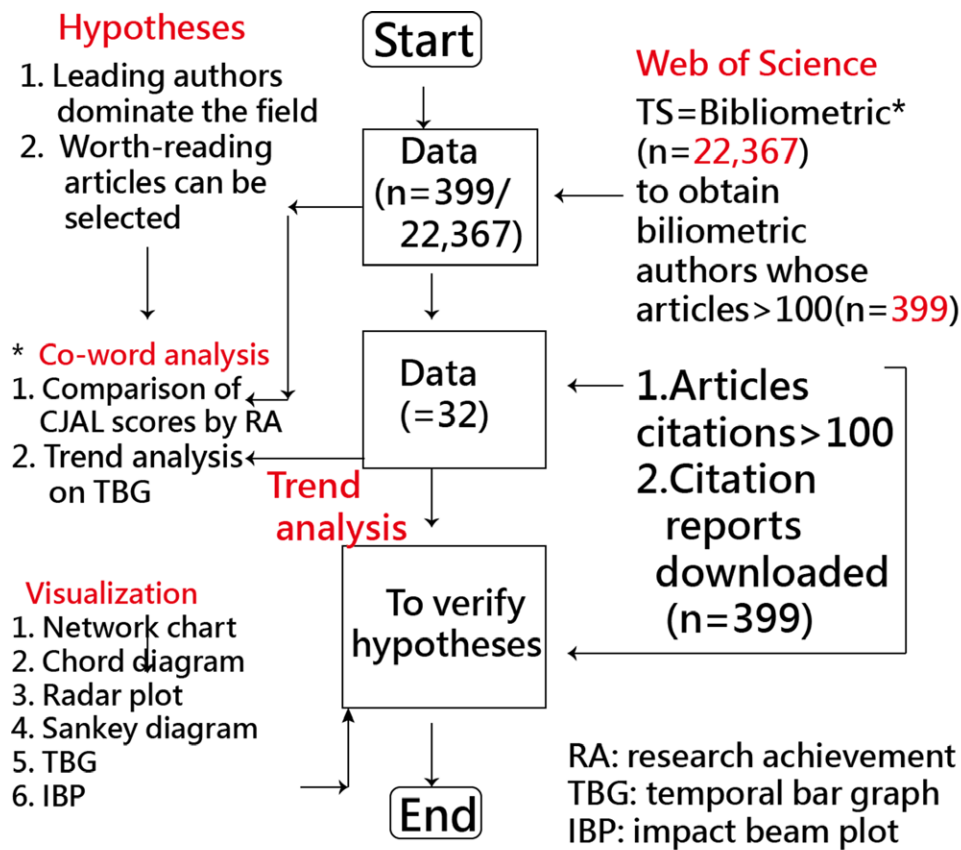 Start
Hypotheses
1. Leading authors
dominate the field
2. Worth-reading
articles can be
selected
Data
(n=399/
22,367)
Web of Science
TS=Bibliometric*
(n=22,367)
to obtain
biliometric
authors whose
articles>100(n=399)
* Co-word analysis
1. Comparison of
CJAL scores by RA
2. Trend analysis
on TBG
Data
(=32)
Trend
analysis
1.Articles
citations>100
2.Citation
reports
downloaded
(n=399)
Visualization
1. Network chart
2. Chord diagram
3. Radar plot
4. Sankey diagram
5. TBG
6. IBP
To verify
hypotheses
End
RA: research achievement
TBG: temporal bar graph
IBP: impact beam plot